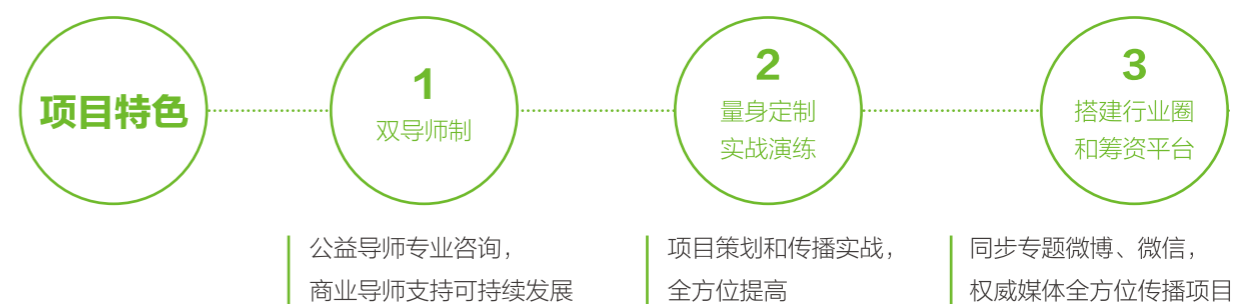 项目特色
1
双导师制
2
量身定制
实战演练
3
搭建行业圈
和筹资平台
公益导师专业咨询，
商业导师支持可持续发展
项目策划和传播实战，
全方位提高
同步专题微博、微信，
权威媒体全方位传播项目